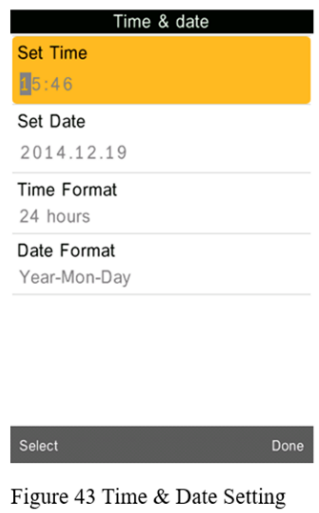 Time & date
Set Time
15:46
Set Date
2014.12.19
Time Format
24 hours
Date Format
Year-Mon-Day
Select Done
Figure 43 Time & Date Setting